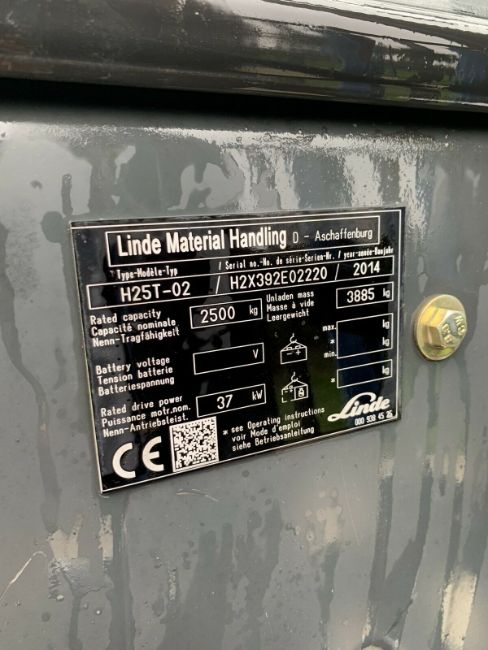 Linde Material Handling D - Aschaffenburg
Type-Modèle-Typ / Serial no.-No. de série-Serien-Nr. / year-année-Baujahr
H25T-02 / H2X392E02220 / 2014
Rated capacity
Capacité nominale
Nenn-Tragfähigkeit
2500 kg
Unladen mass
Masse à vide
Leergewicht
3885 kg
Battery voltage
Tension batterie
Batteriespannung
V
max. * kg
* kg
min. * kg
Rated drive power
Puissance motr.nom.
Nenn-Antriebsleist.
37 kW
* see Operating instructions
voir Mode d'emploi
siehe Betriebsanleitung
CE
Linde